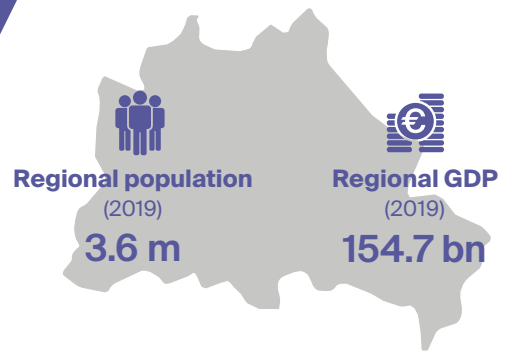 €
Regional population
(2019)
3.6 m
Regional GDP
(2019)
154.7 bn